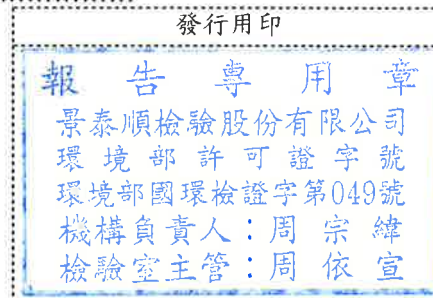 發行用印
報告專用章
景泰順檢驗股份有限公司
環境部許可證字號
環境部國環檢證字第049號
機構負責人：周宗緯
檢驗室主管：周依宣